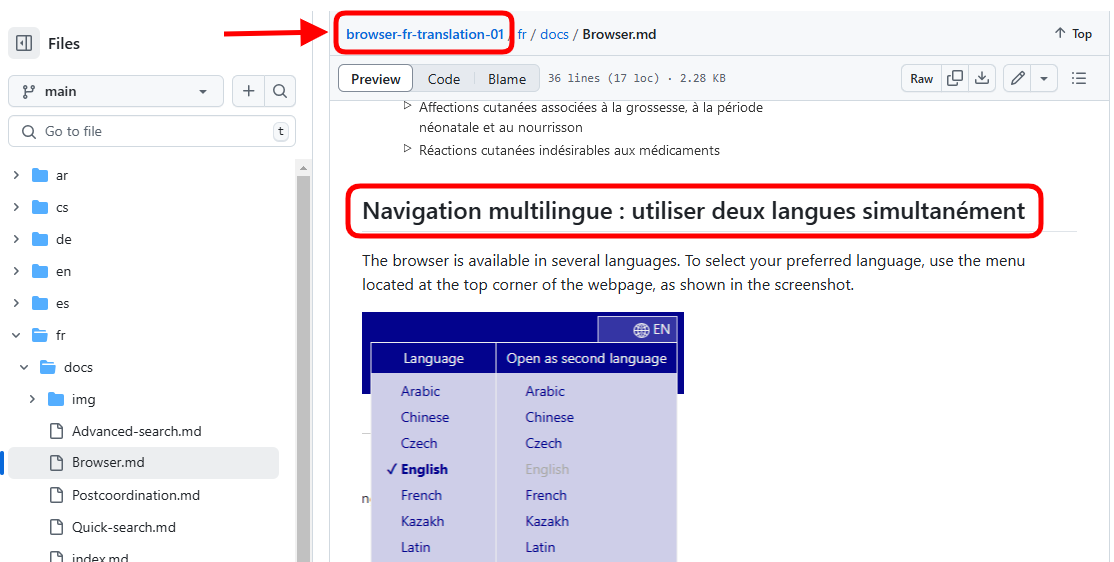 Files
main
Go to file
t
ar
cs
de
en
es
fr
docs
img
Advanced-search.md
Browser.md
Postcoordination.md
Quick-search.md
index.md
browser-fr-translation-01 / fr / docs / Browser.md
Top
Preview Code Blame 36 lines (17 loc) · 2.28 KB Raw
Affections cutanées associées à la grossesse, à la période
néonatale et au nourrisson
Réactions cutanées indésirables aux médicaments
Navigation multilingue : utiliser deux langues simultanément
The browser is available in several languages. To select your preferred language, use the menu
located at the top corner of the webpage, as shown in the screenshot.
EN
Language Open as second language
Arabic Arabic
Chinese Chinese
Czech Czech
✓ English English
French French
Kazakh Kazakh
Latin Latin